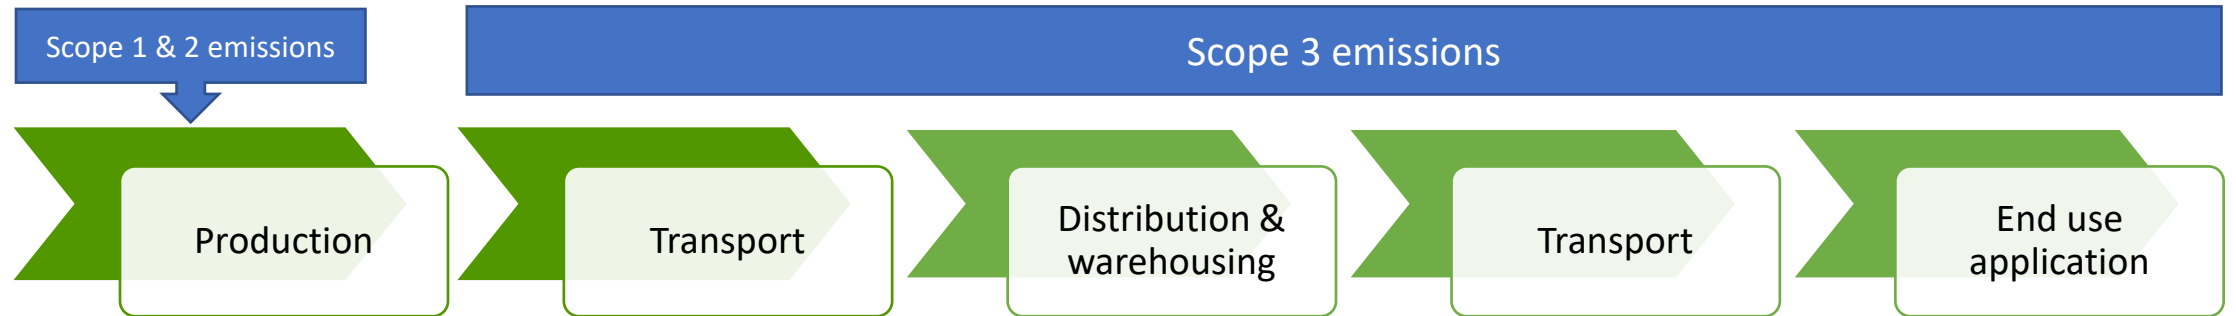 Scope 1 & 2 emissions
Scope 3 emissions
Production
Transport
Distribution &
warehousing
Transport
End use
application